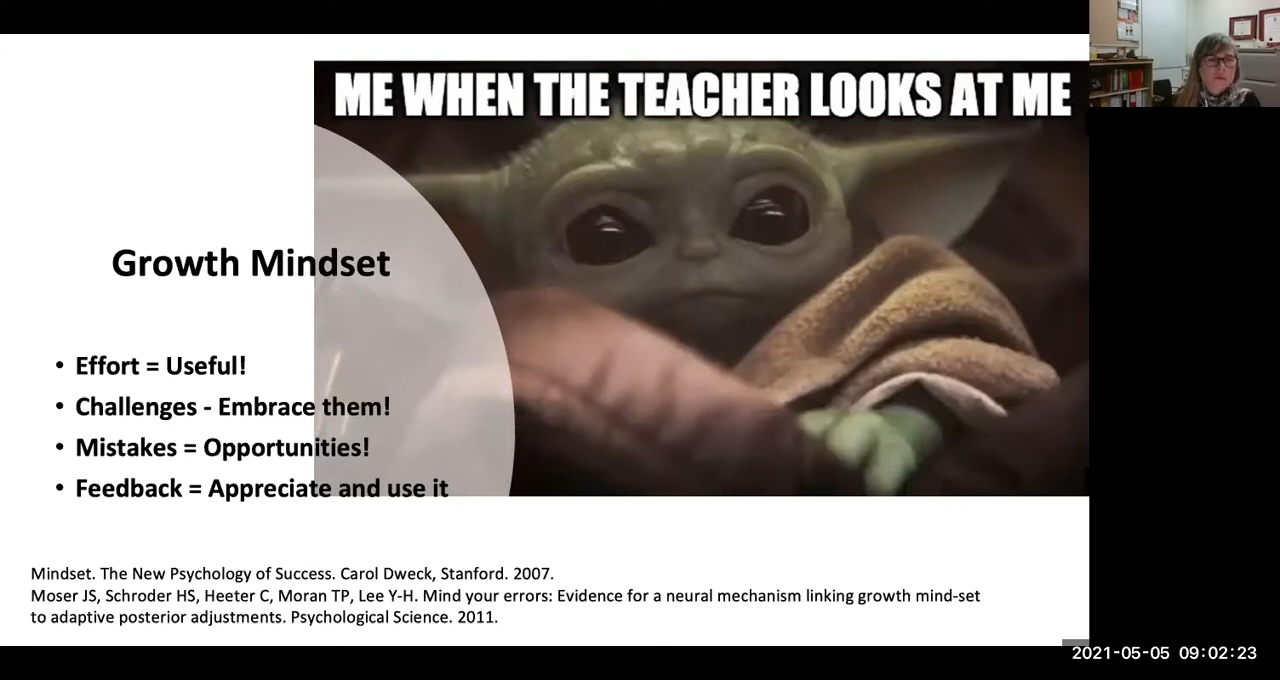 ME WHEN THE TEACHER LOOKS AT ME
Growth Mindset
• Effort = Useful!
• Challenges - Embrace them!
• Mistakes = Opportunities!
• Feedback = Appreciate and use it
Mindset. The New Psychology of Success. Carol Dweck, Stanford. 2007.
Moser JS, Schroder HS, Heeter C, Moran TP, Lee Y-H. Mind your errors: Evidence for a neural mechanism linking growth mind-set
to adaptive posterior adjustments. Psychological Science. 2011.
2021-05-05 09:02:23